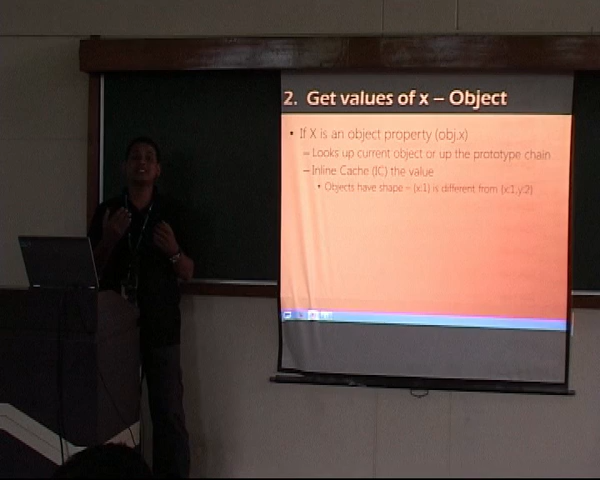 2. Get values of x – Object
• If X is an object property (obj.x)
– Looks up current object or up the prototype chain
– Inline Cache (IC) the value
• Objects have shape – {x:1} is different from {x:1,y:2}